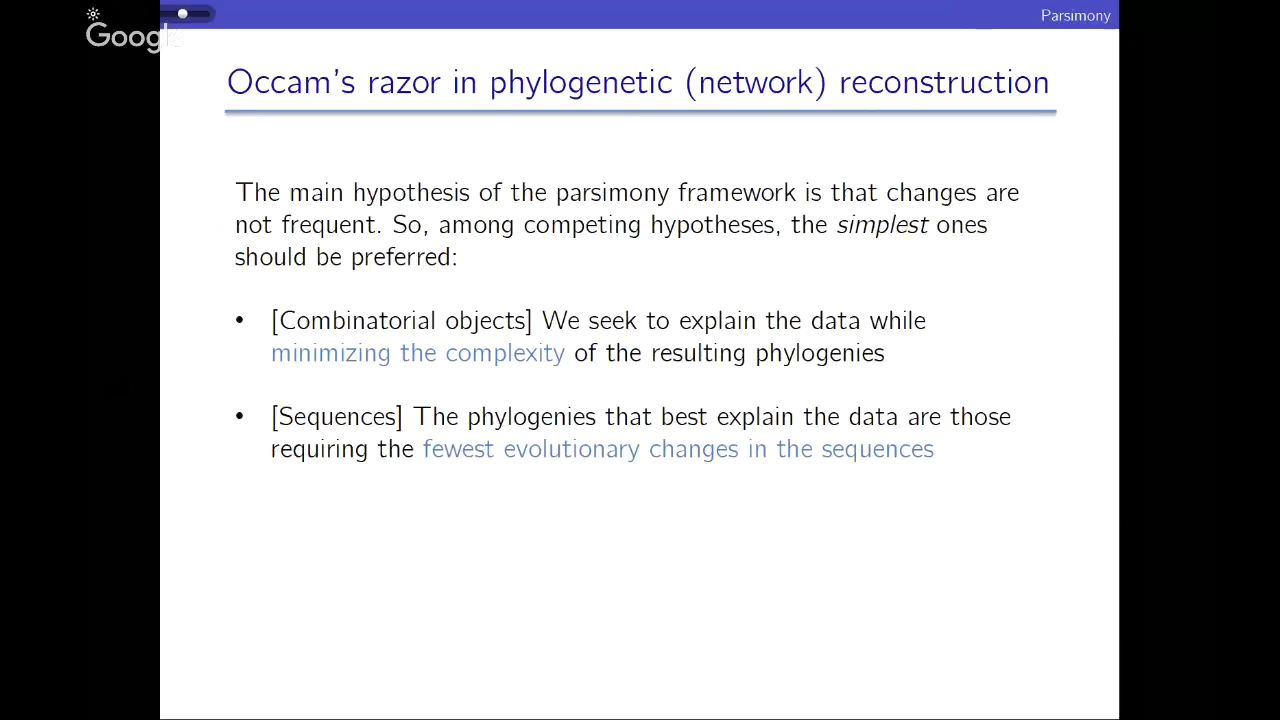 Parsimony
Occam's razor in phylogenetic (network) reconstruction
The main hypothesis of the parsimony framework is that changes are
not frequent. So, among competing hypotheses, the simplest ones
should be preferred:
• [Combinatorial objects] We seek to explain the data while
minimizing the complexity of the resulting phylogenies
• [Sequences] The phylogenies that best explain the data are those
requiring the fewest evolutionary changes in the sequences